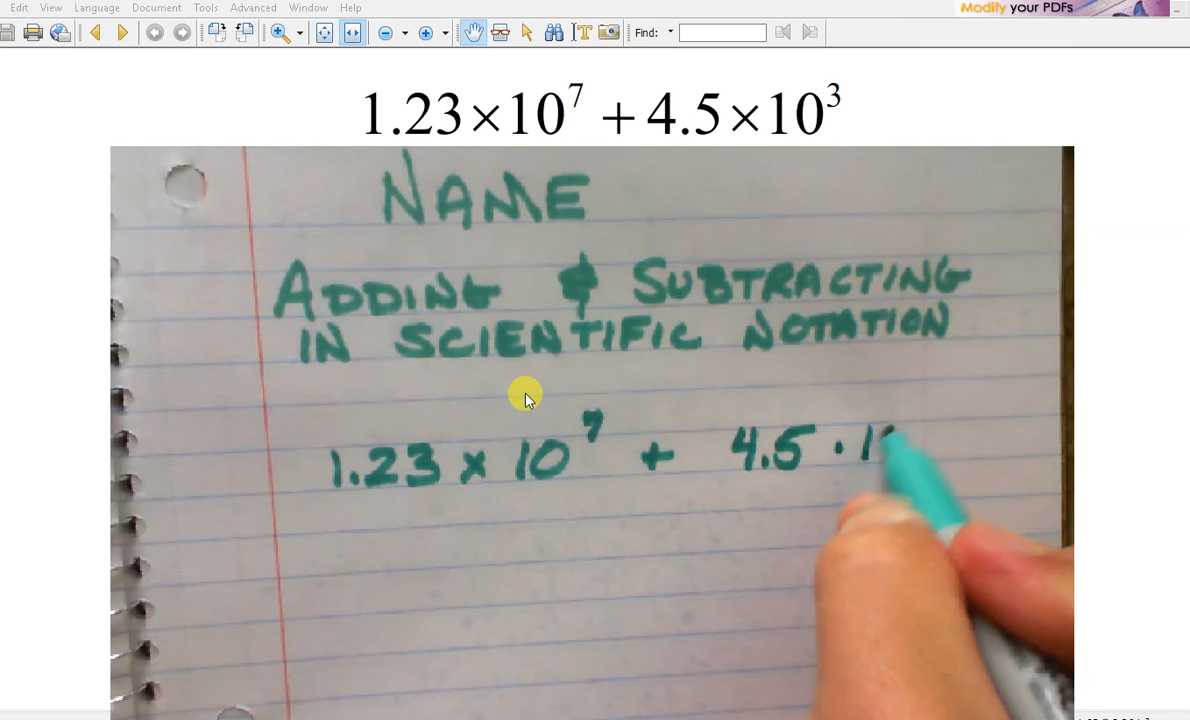 Edit View Language Document Tools Advanced Window Help
Modify your PDFs
Find:
1.23×10⁷ + 4.5×10³
NAME
ADDING & SUBTRACTING
IN SCIENTIFIC NOTATION
1.23 × 10⁷ + 4.5 · 1